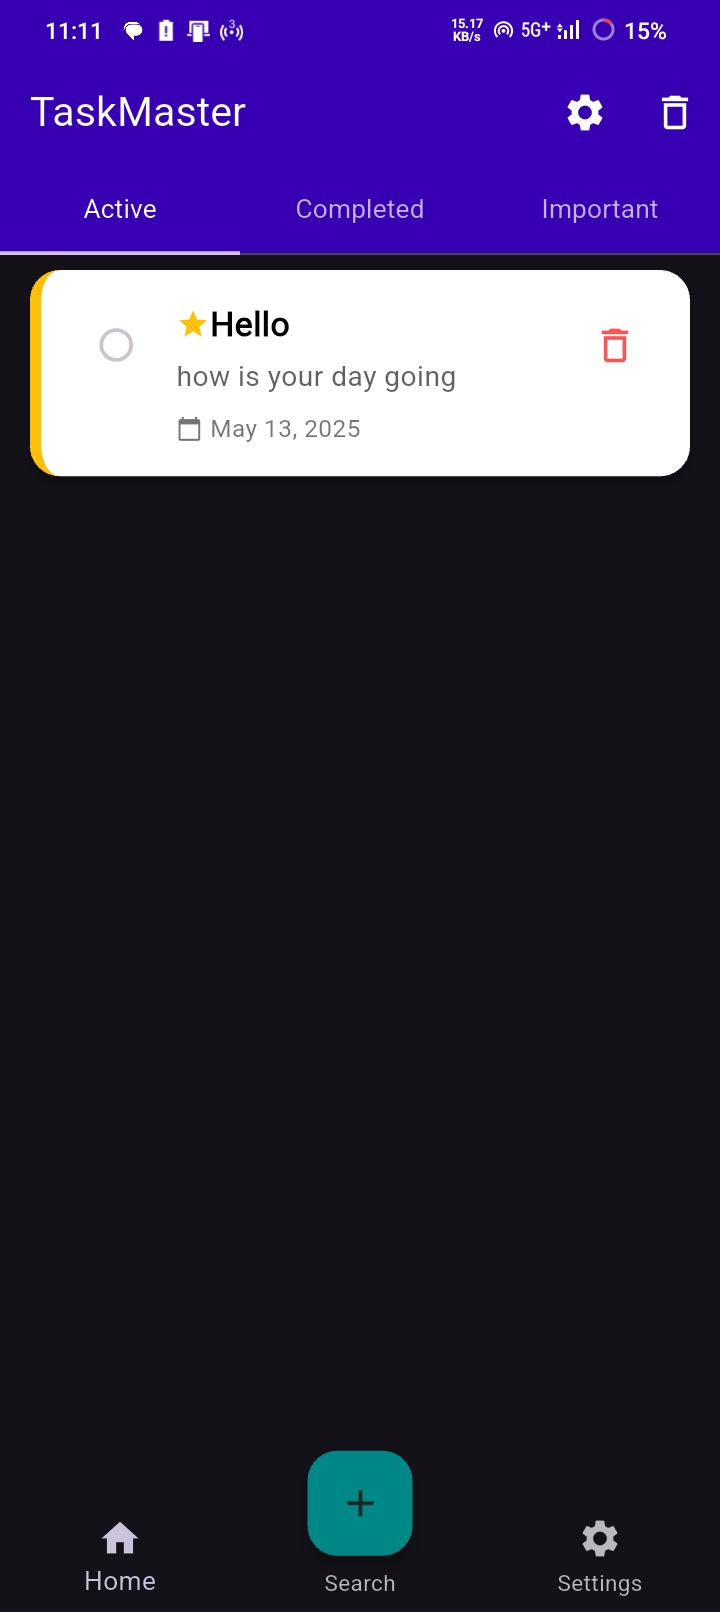 11:11 3 15.17 KB/s 5G+ 15%
TaskMaster
Active Completed Important
Hello
how is your day going
May 13, 2025
Home Search Settings